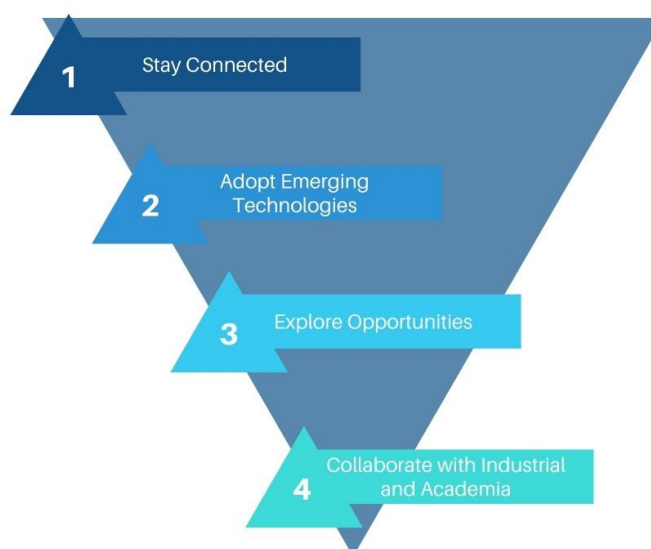 1
Stay Connected
2
Adopt Emerging
Technologies
3
Explore Opportunities
4
Collaborate with Industrial
and Academia